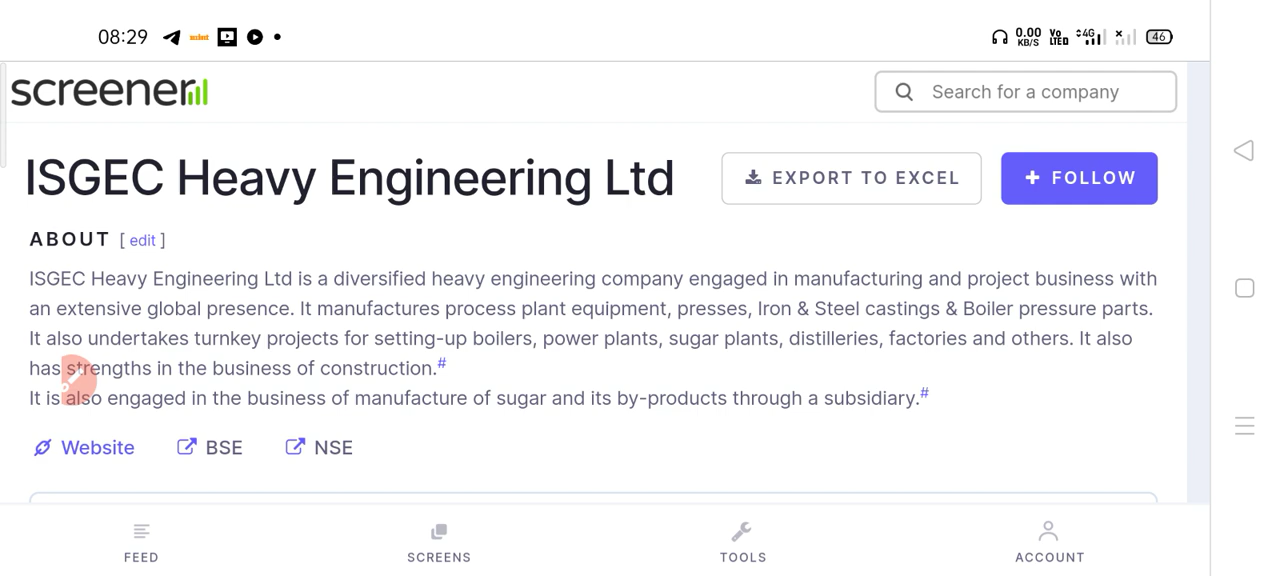 08:29
0.00 KB/S Vo LTE 4G 46
screener
Search for a company
ISGEC Heavy Engineering Ltd
EXPORT TO EXCEL
+ FOLLOW
ABOUT [ edit ]
ISGEC Heavy Engineering Ltd is a diversified heavy engineering company engaged in manufacturing and project business with
an extensive global presence. It manufactures process plant equipment, presses, Iron & Steel castings & Boiler pressure parts.
It also undertakes turnkey projects for setting-up boilers, power plants, sugar plants, distilleries, factories and others. It also
has strengths in the business of construction.#
It is also engaged in the business of manufacture of sugar and its by-products through a subsidiary.#
Website BSE NSE
FEED SCREENS TOOLS ACCOUNT